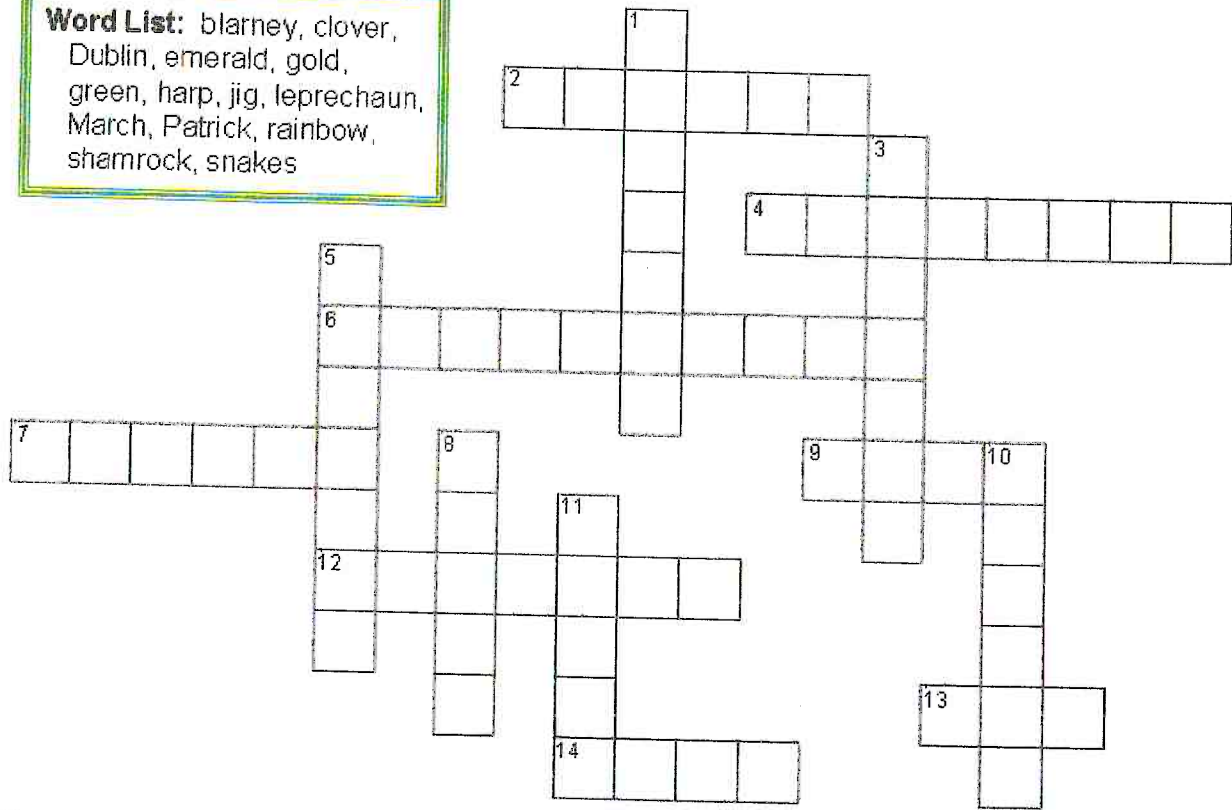 Word List: blarney, clover,
Dublin, emerald, gold,
green, harp, jig, leprechaun,
March, Patrick, rainbow,
shamrock, snakes
1
2
3
4
5
6
7
8
9
10
11
12
13
14